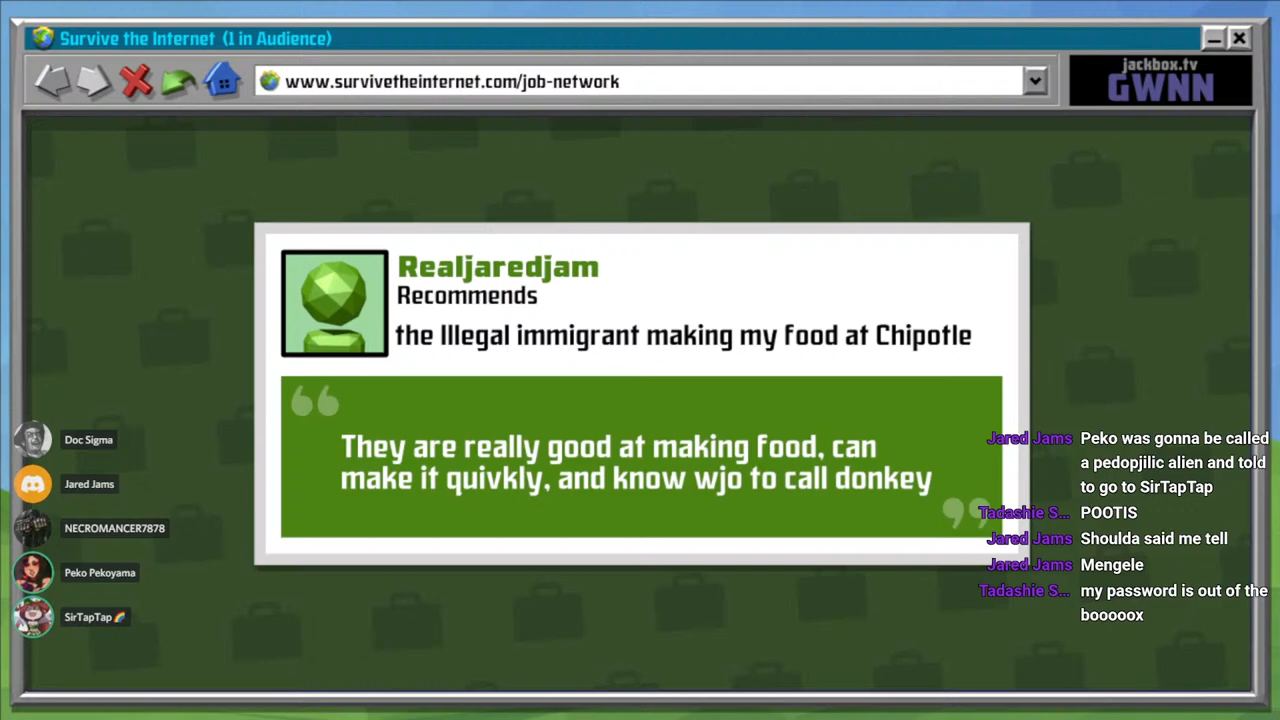 Survive the Internet (1 in Audience)
www.survivetheinternet.com/job-network
jackbox.tv
GWNN
Realjaredjam
Recommends
the Illegal immigrant making my food at Chipotle
They are really good at making food, can
make it quivkly, and know wjo to call donkey
Doc Sigma
Jared Jams
NECROMANCER7878
Peko Pekoyama
SirTapTap🌈
Jared Jams Peko was gonna be called
a pedopjilic alien and told
to go to SirTapTap
Tadashie S... POOTIS
Jared Jams Shoulda said me tell
Jared Jams Mengele
Tadashie S... my password is out of the
booooox